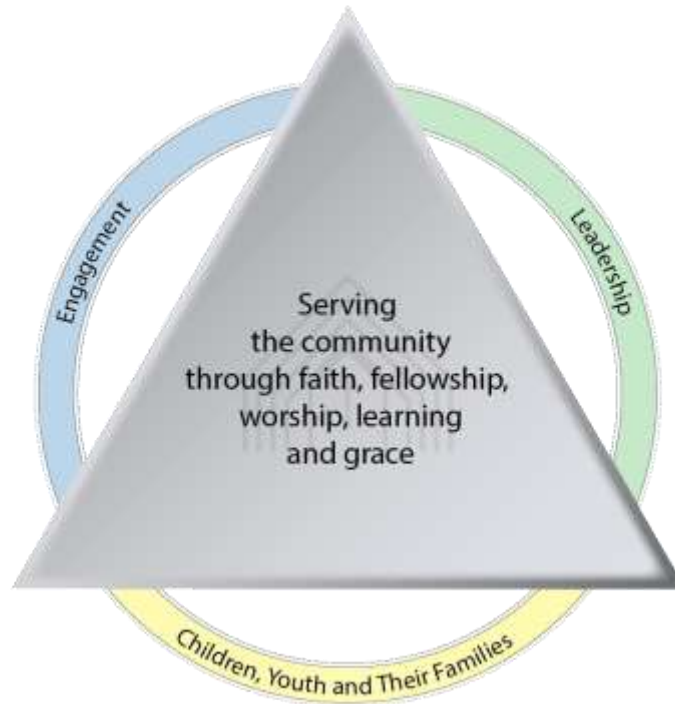 Engagement
Leadership
Serving
the community
through faith, fellowship,
worship, learning
and grace
Children, Youth and Their Families